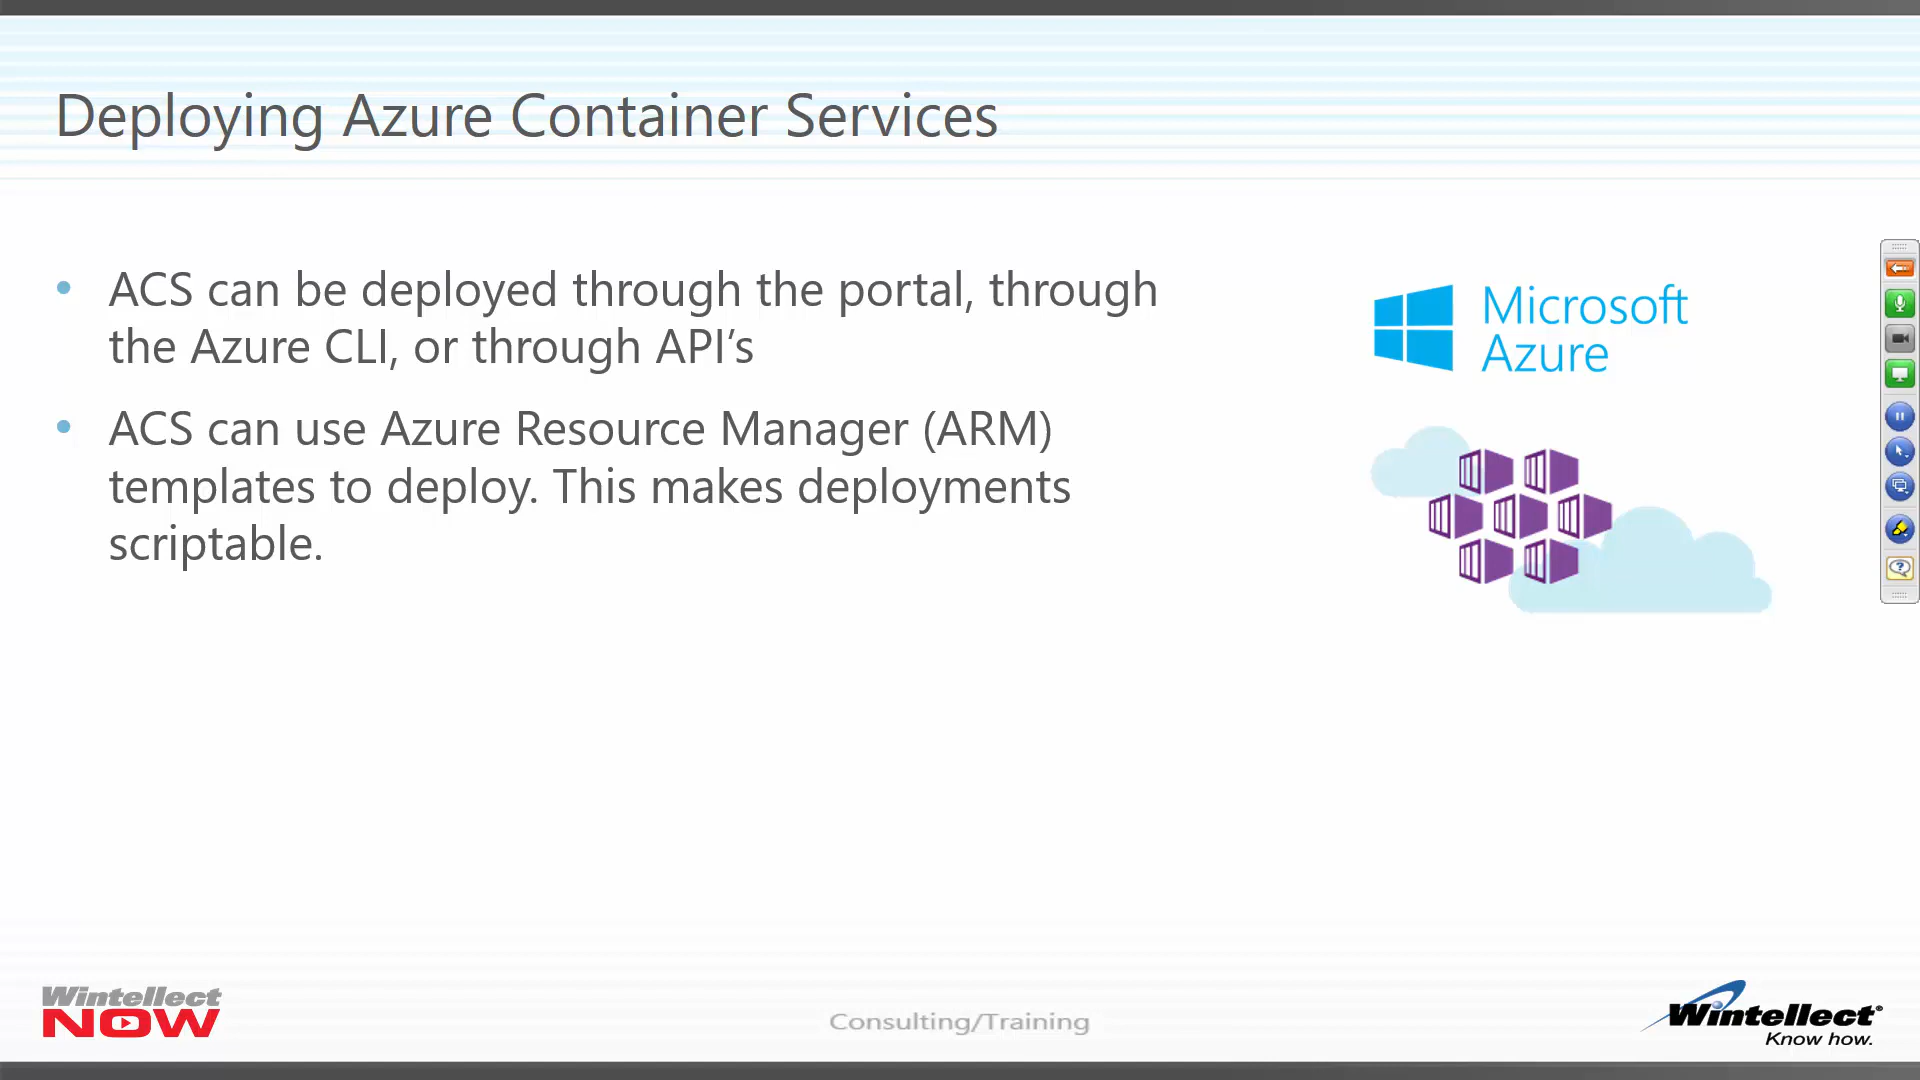 Deploying Azure Container Services
• ACS can be deployed through the portal, through
the Azure CLI, or through API’s
• ACS can use Azure Resource Manager (ARM)
templates to deploy. This makes deployments
scriptable.
Microsoft
Azure
Wintellect
NOW
Consulting/Training
Wintellect®
Know how.